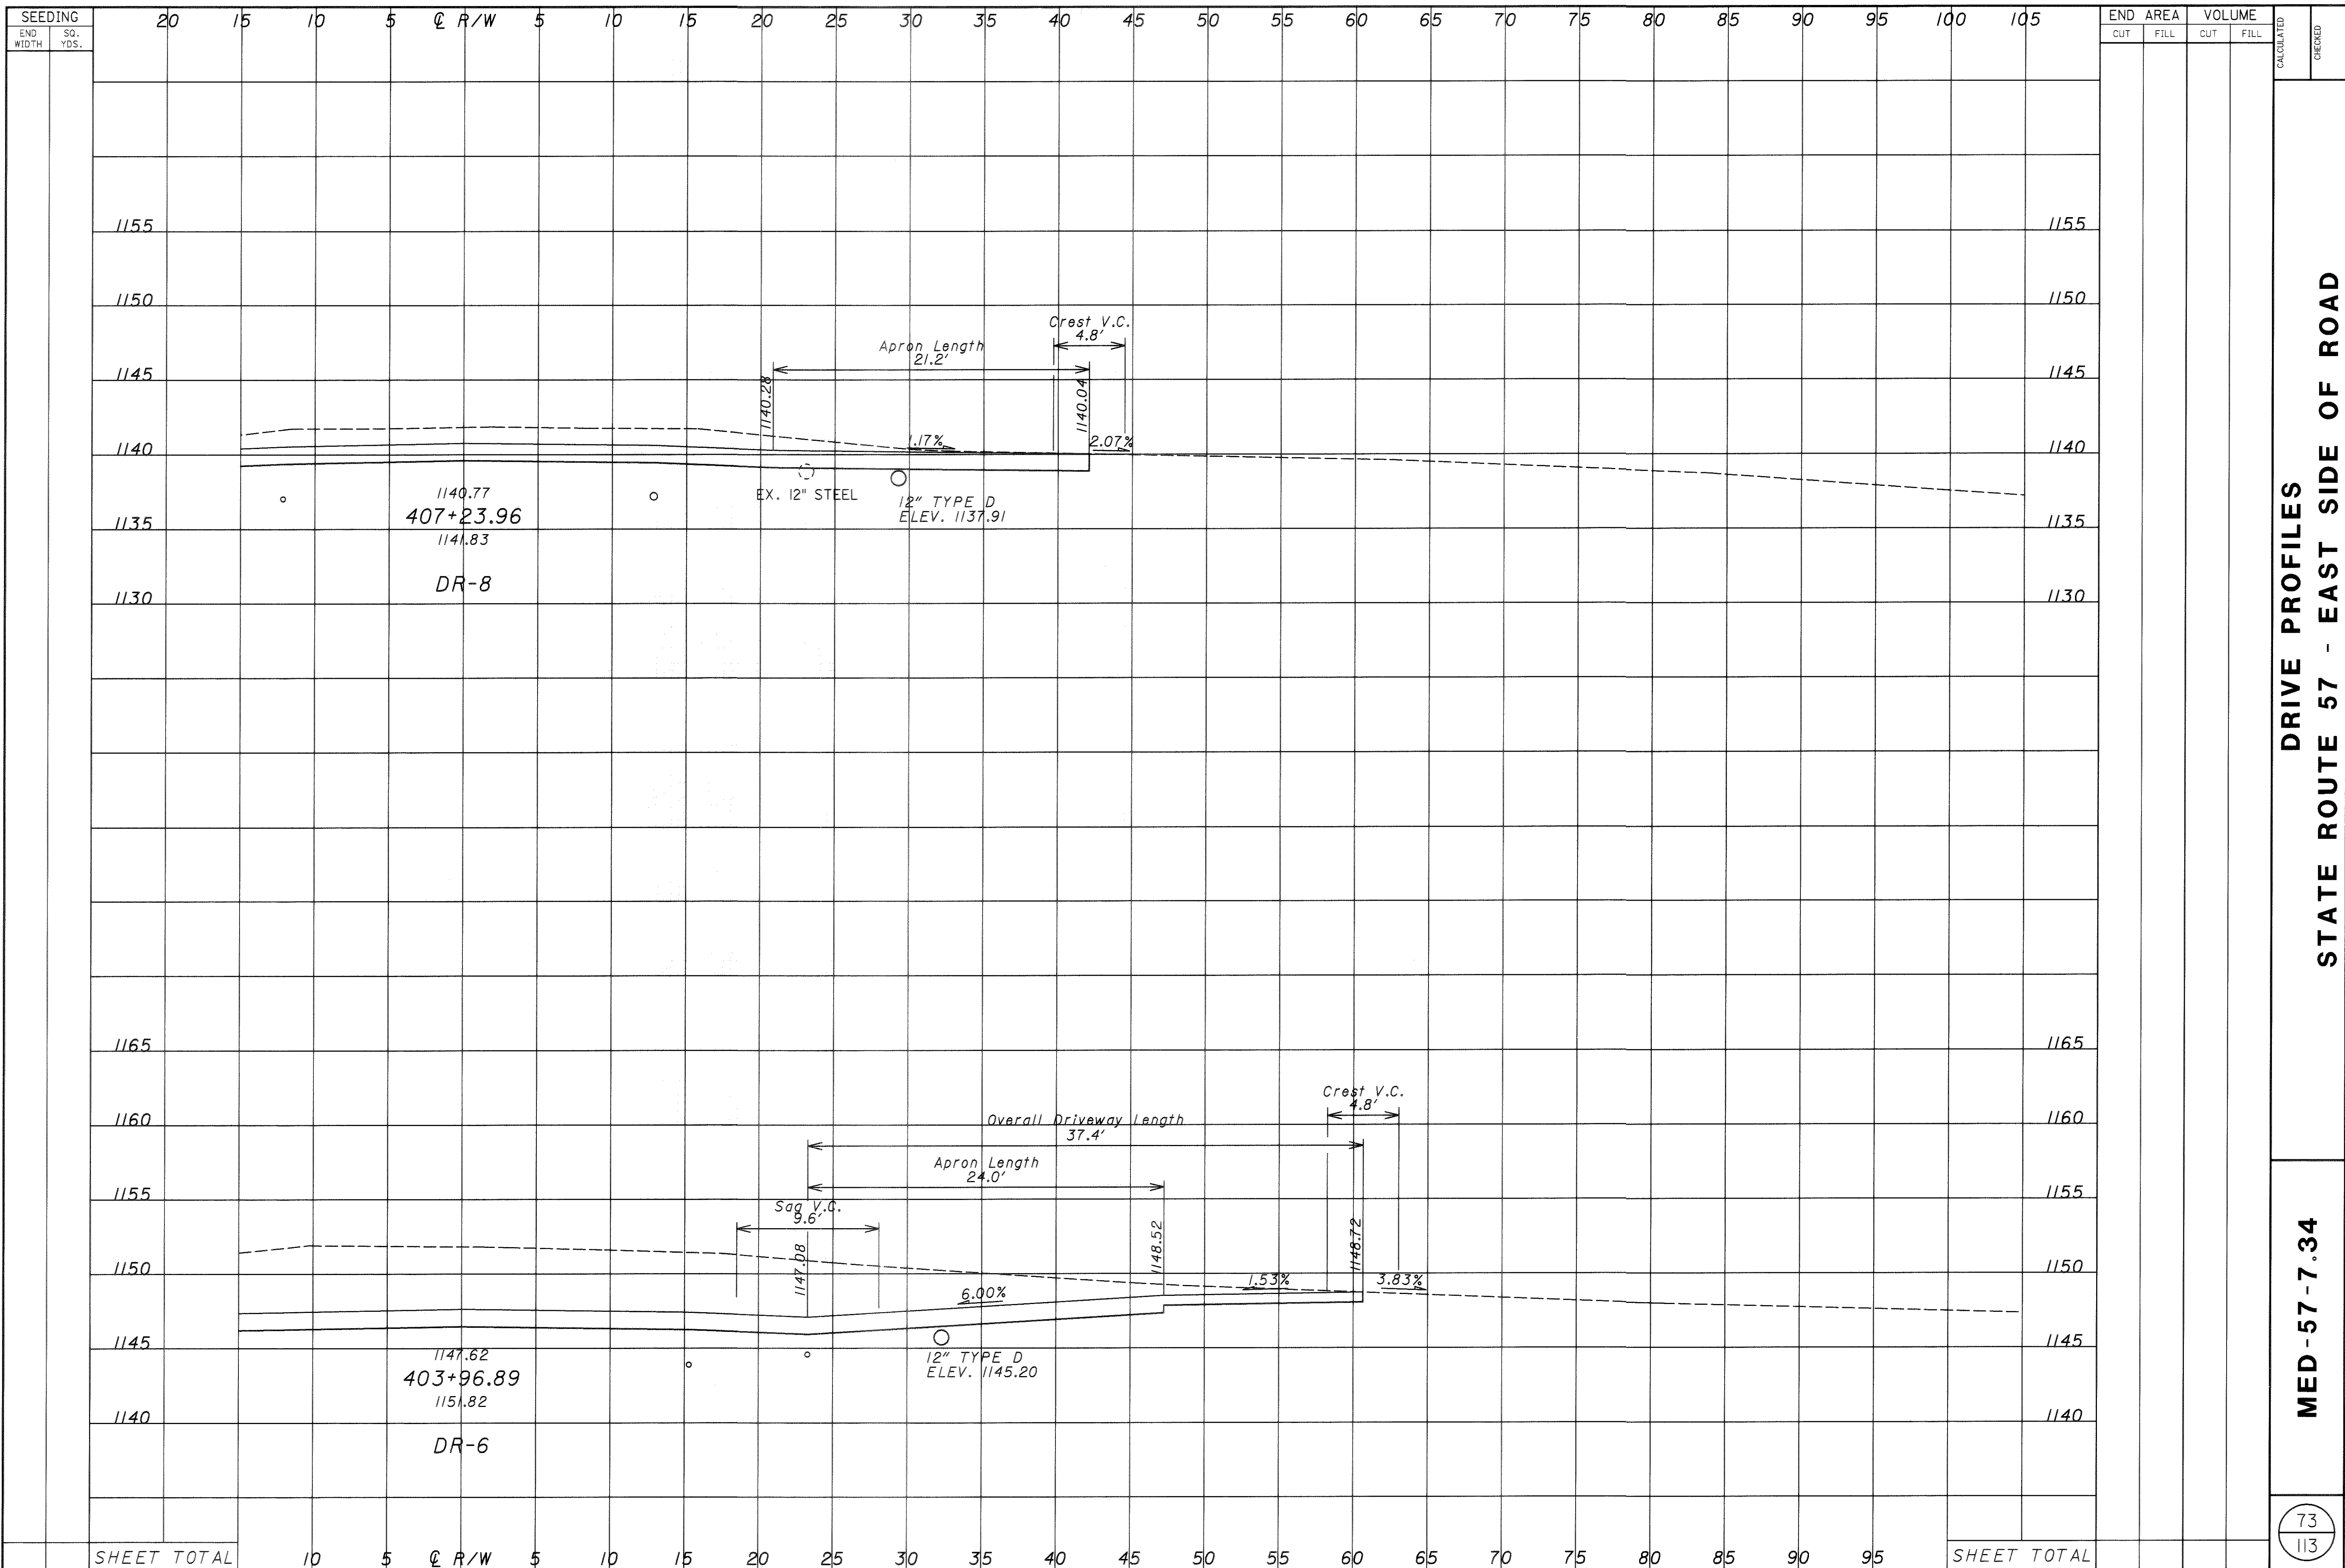 SEEDING
END WIDTH
SQ. YDS.
20 15 10 5 ℄ R/W 5 10 15 20 25 30 35 40 45 50 55 60 65 70 75 80 85 90 95 100 105
END AREA VOLUME
CUT FILL CUT FILL
CALCULATED
CHECKED
1155 1155
1150 1150
Crest V.C.
4.8'
Apron Length
21.2'
1145 1145
1140.28
1140.04
1140 1140
1.17%
2.07%
EX. 12" STEEL
12" TYPE D
ELEV. 1137.91
1140.77
407+23.96
1135 1135
1141.83
DR-8
1130 1130
1165 1165
Crest V.C.
4.8'
1160 1160
Overall Driveway Length
37.4'
Apron Length
24.0'
1155 1155
Sag V.C.
9.6'
1147.08
1148.52
1148.72
1150 1150
6.00%
1.53%
3.83%
1145 1145
12" TYPE D
ELEV. 1145.20
1147.62
403+96.89
1151.82
1140 1140
DR-6
SHEET TOTAL 10 5 ℄ R/W 5 10 15 20 25 30 35 40 45 50 55 60 65 70 75 80 85 90 95 SHEET TOTAL
DRIVE PROFILES
STATE ROUTE 57 - EAST SIDE OF ROAD
MED-57-7.34
73
113